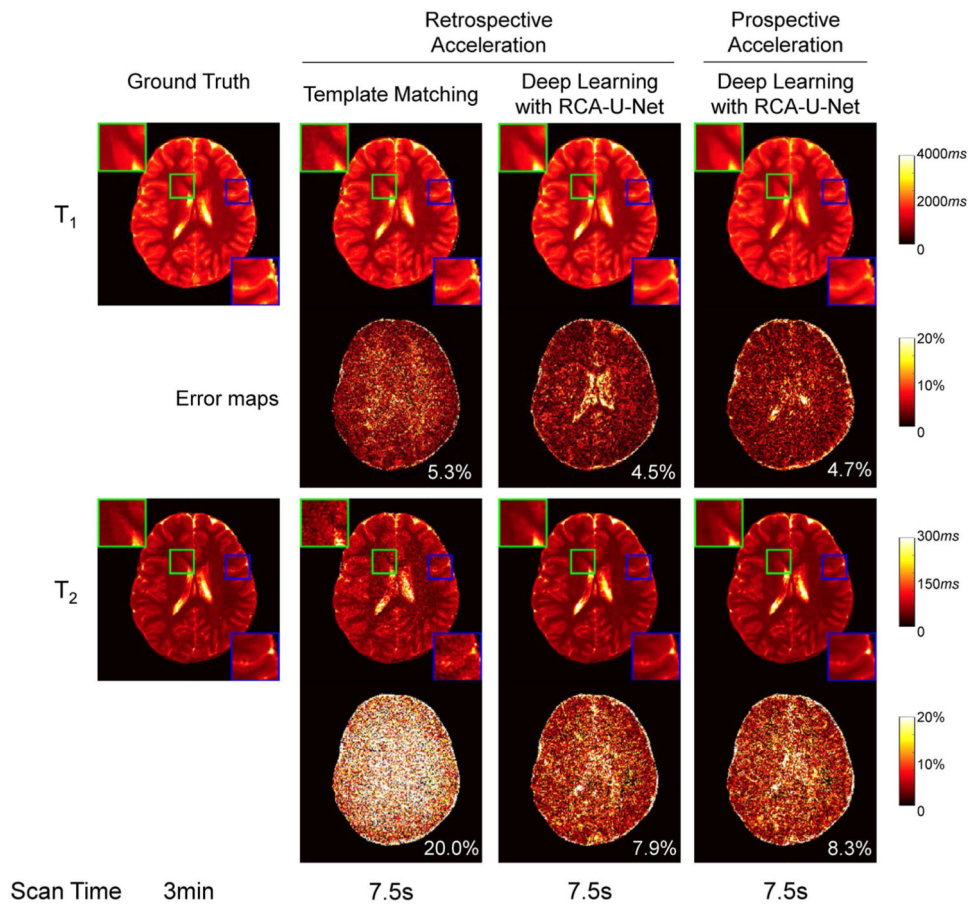 Retrospective
Acceleration
Prospective
Acceleration
Ground Truth
Template Matching
Deep Learning
with RCA-U-Net
Deep Learning
with RCA-U-Net
T₁
4000ms
2000ms
0
Error maps
20%
10%
0
5.3%
4.5%
4.7%
T₂
300ms
150ms
0
20%
10%
0
20.0%
7.9%
8.3%
Scan Time 3min 7.5s 7.5s 7.5s